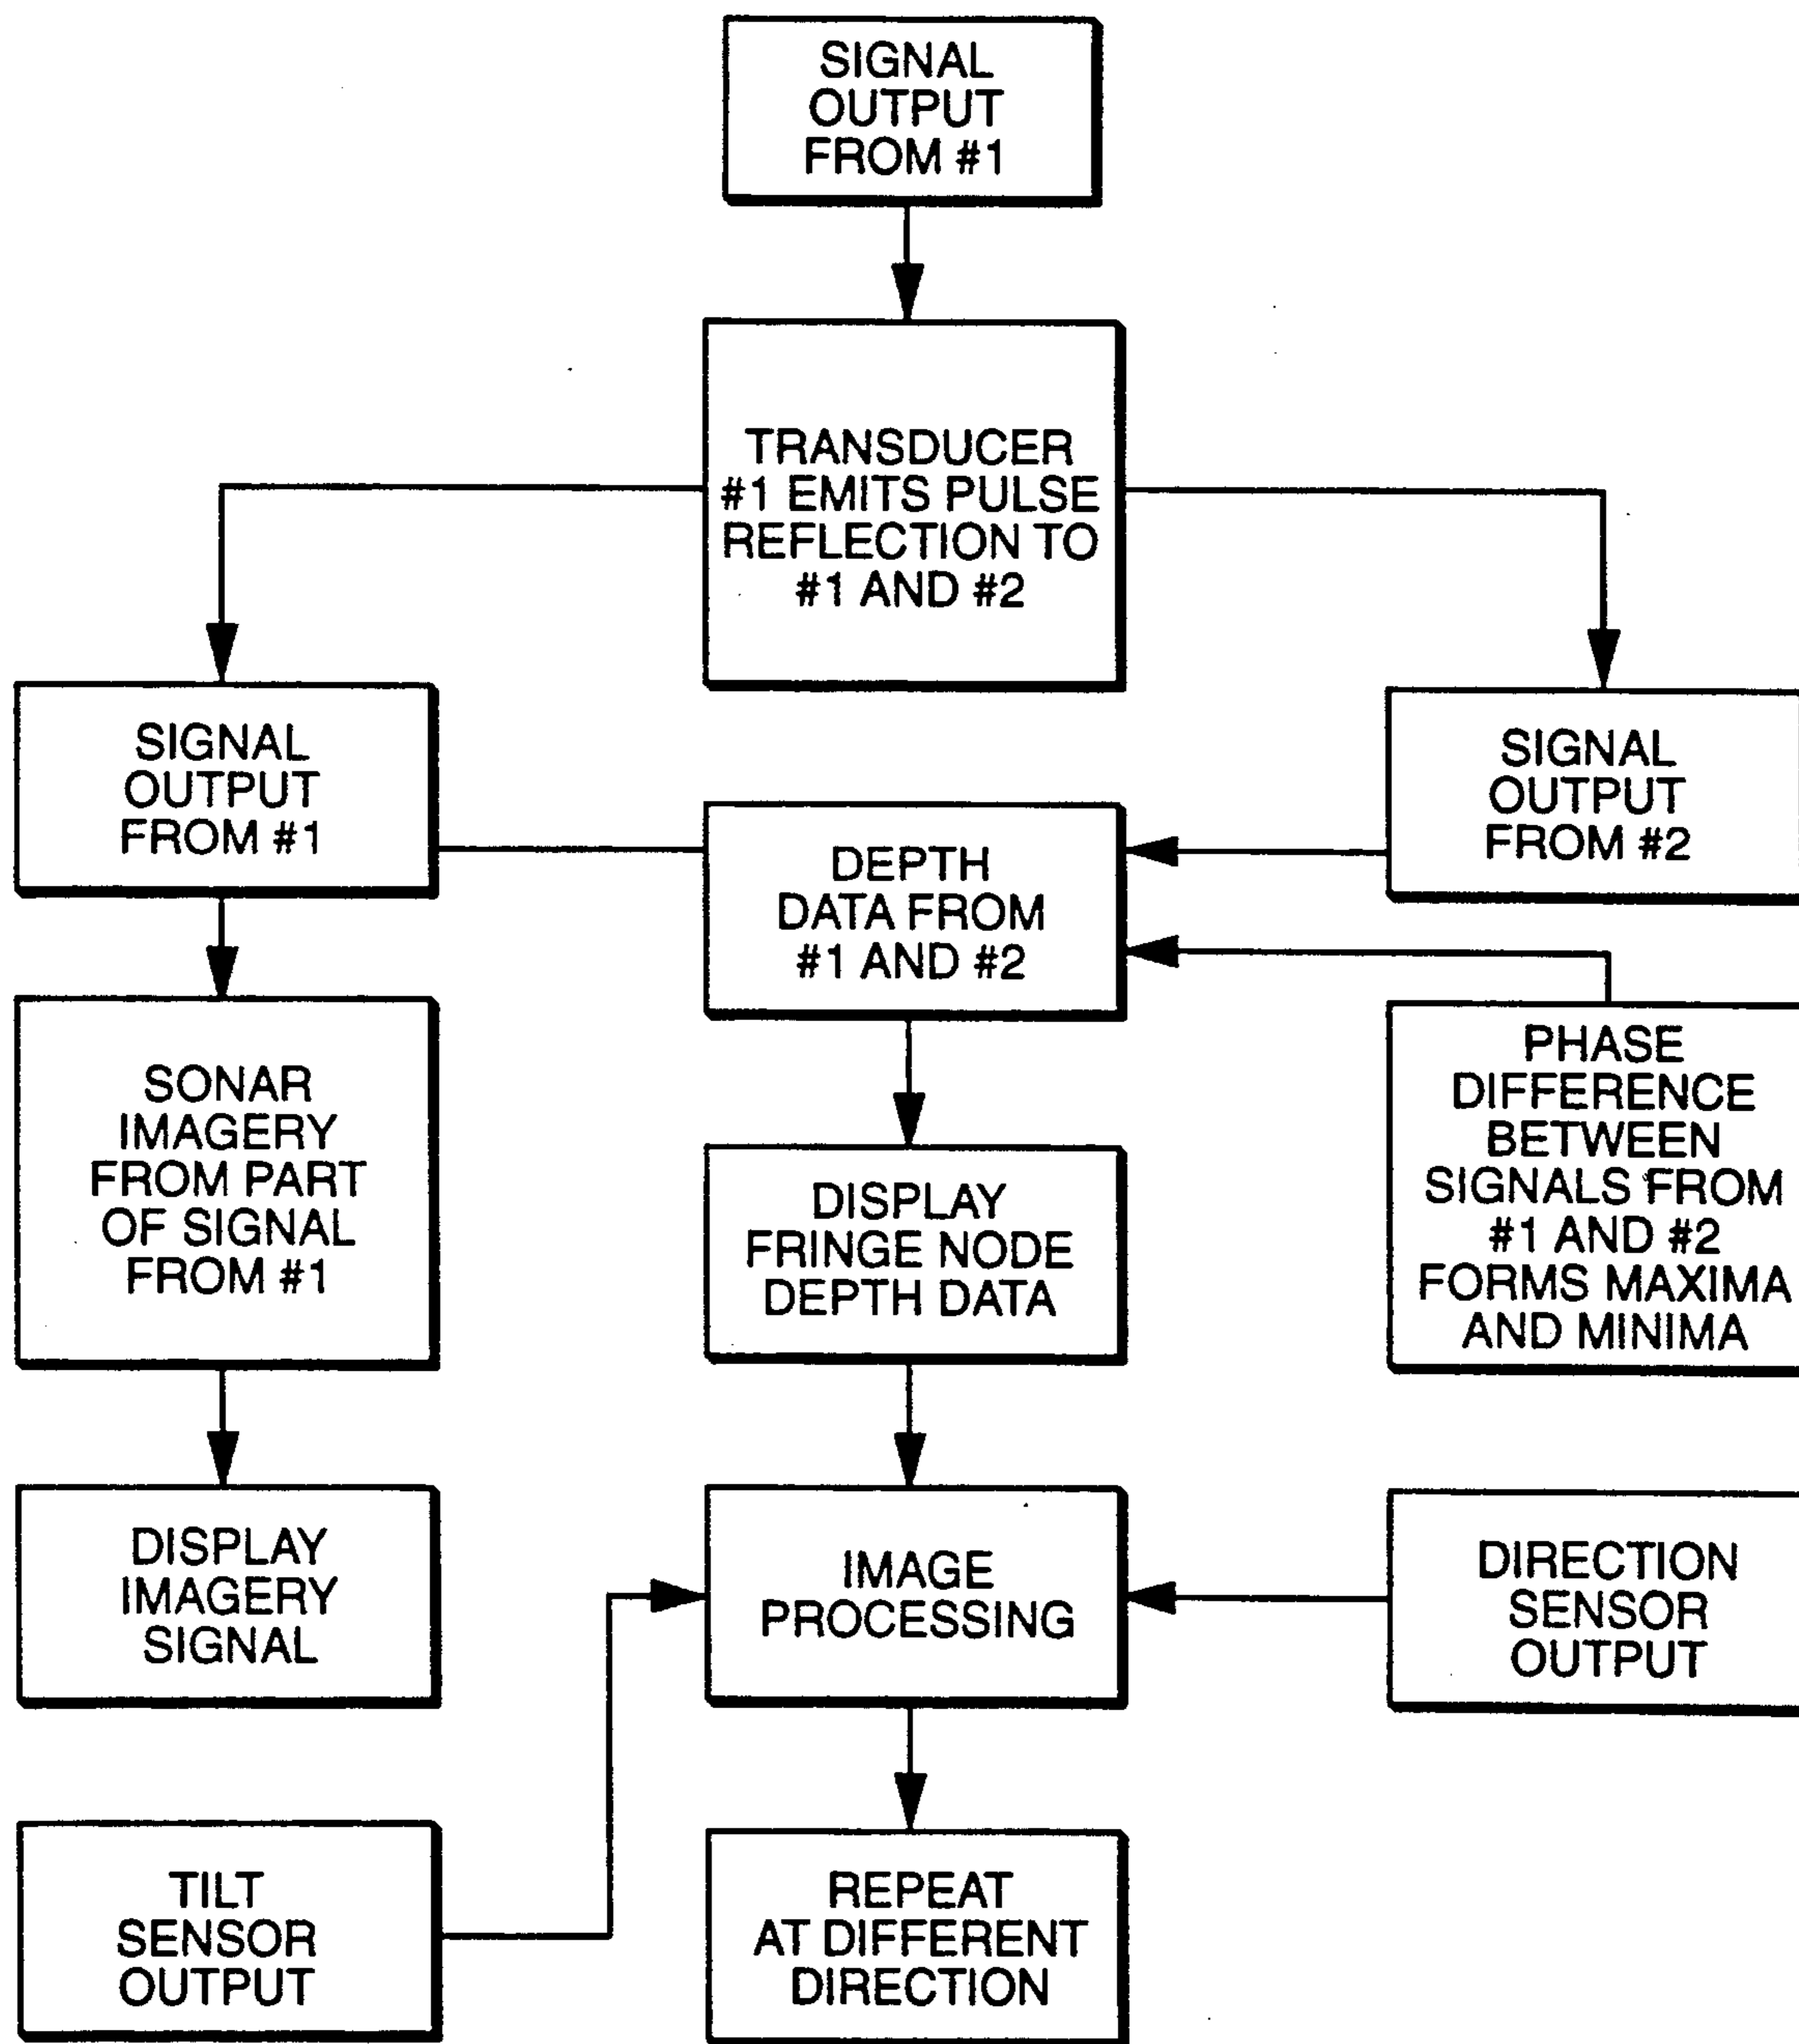 SIGNAL
OUTPUT
FROM #1
TRANSDUCER
#1 EMITS PULSE
REFLECTION TO
#1 AND #2
SIGNAL
OUTPUT
FROM #1
SIGNAL
OUTPUT
FROM #2
DEPTH
DATA FROM
#1 AND #2
SONAR
IMAGERY
FROM PART
OF SIGNAL
FROM #1
DISPLAY
FRINGE NODE
DEPTH DATA
PHASE
DIFFERENCE
BETWEEN
SIGNALS FROM
#1 AND #2
FORMS MAXIMA
AND MINIMA
DISPLAY
IMAGERY
SIGNAL
IMAGE
PROCESSING
DIRECTION
SENSOR
OUTPUT
TILT
SENSOR
OUTPUT
REPEAT
AT DIFFERENT
DIRECTION